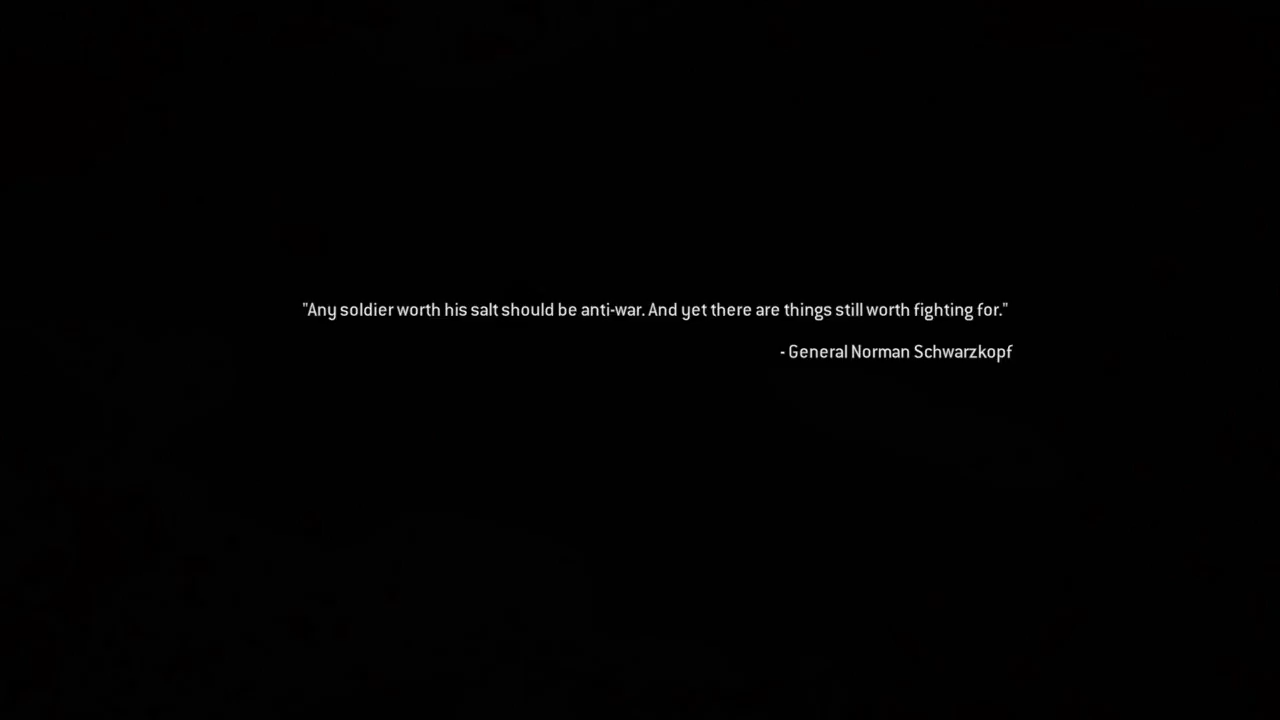 "Any soldier worth his salt should be anti-war. And yet there are things still worth fighting for."
- General Norman Schwarzkopf